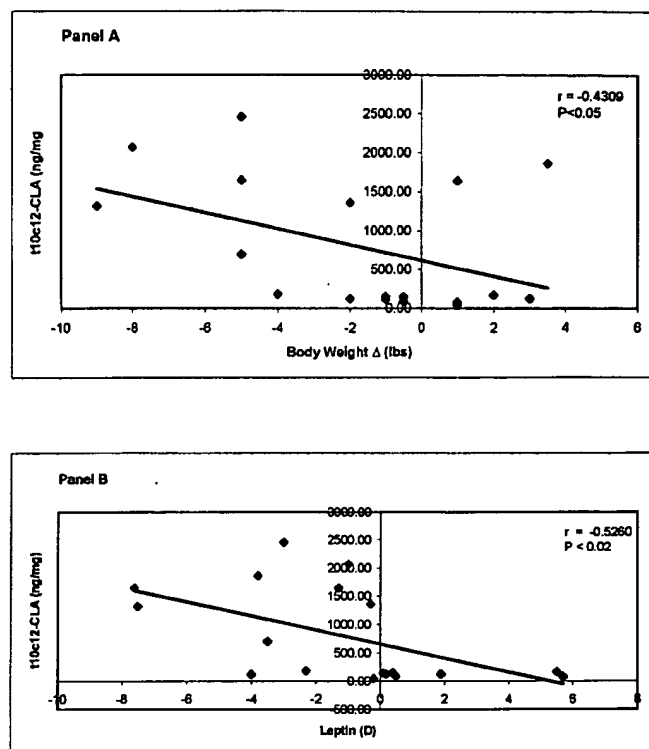 Panel A
3000.00
r = -0.4309
P<0.05
2500.00
2000.00
1500.00
1000.00
500.00
0.00
t10c12-CLA (ng/mg)
-10 -8 -6 -4 -2 0 2 4 6
Body Weight Δ (lbs)
Panel B
3000.00
r = -0.5260
P < 0.02
2500.00
2000.00
1500.00
1000.00
500.00
0.00
-500.00
t10c12-CLA (ng/mg)
-10 -8 -6 -4 -2 0 2 4 6 8
Leptin (D)